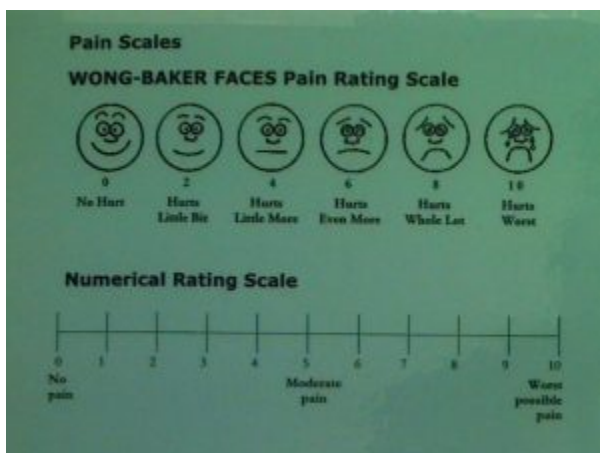 Pain Scales
WONG-BAKER FACES Pain Rating Scale
0 2 4 6 8 10
No Hurt Hurts Hurts Hurts Hurts Hurts
Little Bit Little More Even More Whole Lot Worst
Numerical Rating Scale
0 1 2 3 4 5 6 7 8 9 10
No Moderate Worst
pain pain possible
pain